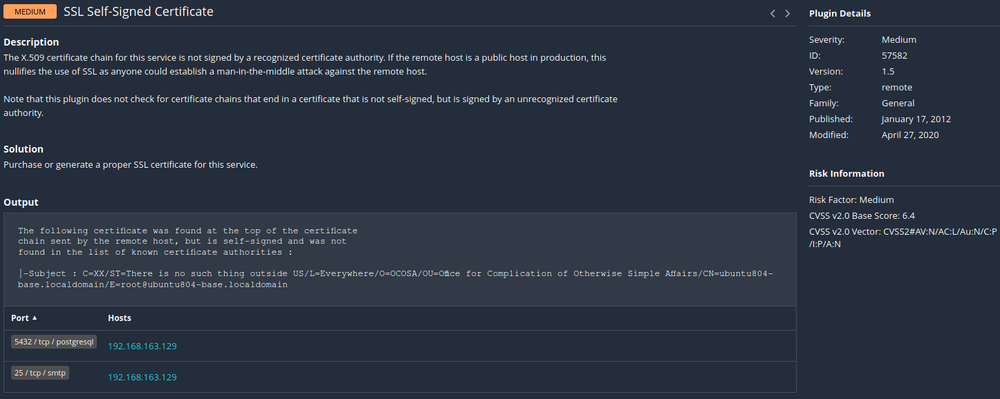 MEDIUM SSL Self-Signed Certificate
Description
The X.509 certificate chain for this service is not signed by a recognized certificate authority. If the remote host is a public host in production, this
nullifies the use of SSL as anyone could establish a man-in-the-middle attack against the remote host.
Note that this plugin does not check for certificate chains that end in a certificate that is not self-signed, but is signed by an unrecognized certificate
authority.
Solution
Purchase or generate a proper SSL certificate for this service.
Output
The following certificate was found at the top of the certificate
chain sent by the remote host, but is self-signed and was not
found in the list of known certificate authorities :
|-Subject : C=XX/ST=There is no such thing outside US/L=Everywhere/O=OCOSA/OU=Office for Complication of Otherwise Simple Affairs/CN=ubuntu804-
base.localdomain/E=root@ubuntu804-base.localdomain
Port ▲ Hosts
5432 / tcp / postgresql 192.168.163.129
25 / tcp / smtp 192.168.163.129
Plugin Details
Severity: Medium
ID: 57582
Version: 1.5
Type: remote
Family: General
Published: January 17, 2012
Modified: April 27, 2020
Risk Information
Risk Factor: Medium
CVSS v2.0 Base Score: 6.4
CVSS v2.0 Vector: CVSS2#AV:N/AC:L/Au:N/C:P
/I:P/A:N